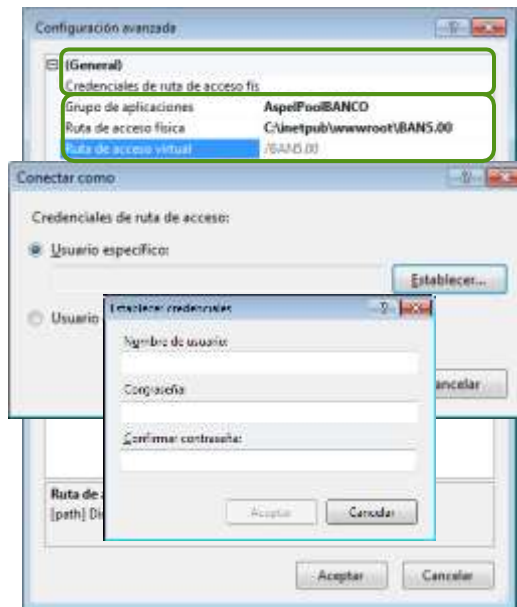 Configuración avanzada
(General)
Credenciales de ruta de acceso fís
Grupo de aplicaciones AspelPoolBANCO
Ruta de acceso física C:\inetpub\wwwroot\BAN5.00
Ruta de acceso virtual /BAN5.00
Conectar como
Credenciales de ruta de acceso:
Usuario específico:
Establecer...
Usuario
Establecer credenciales
Nombre de usuario:
Contraseña:
Confirmar contraseña:
Aceptar Cancelar
ancelar
Ruta de a
[path] Di
Aceptar Cancelar